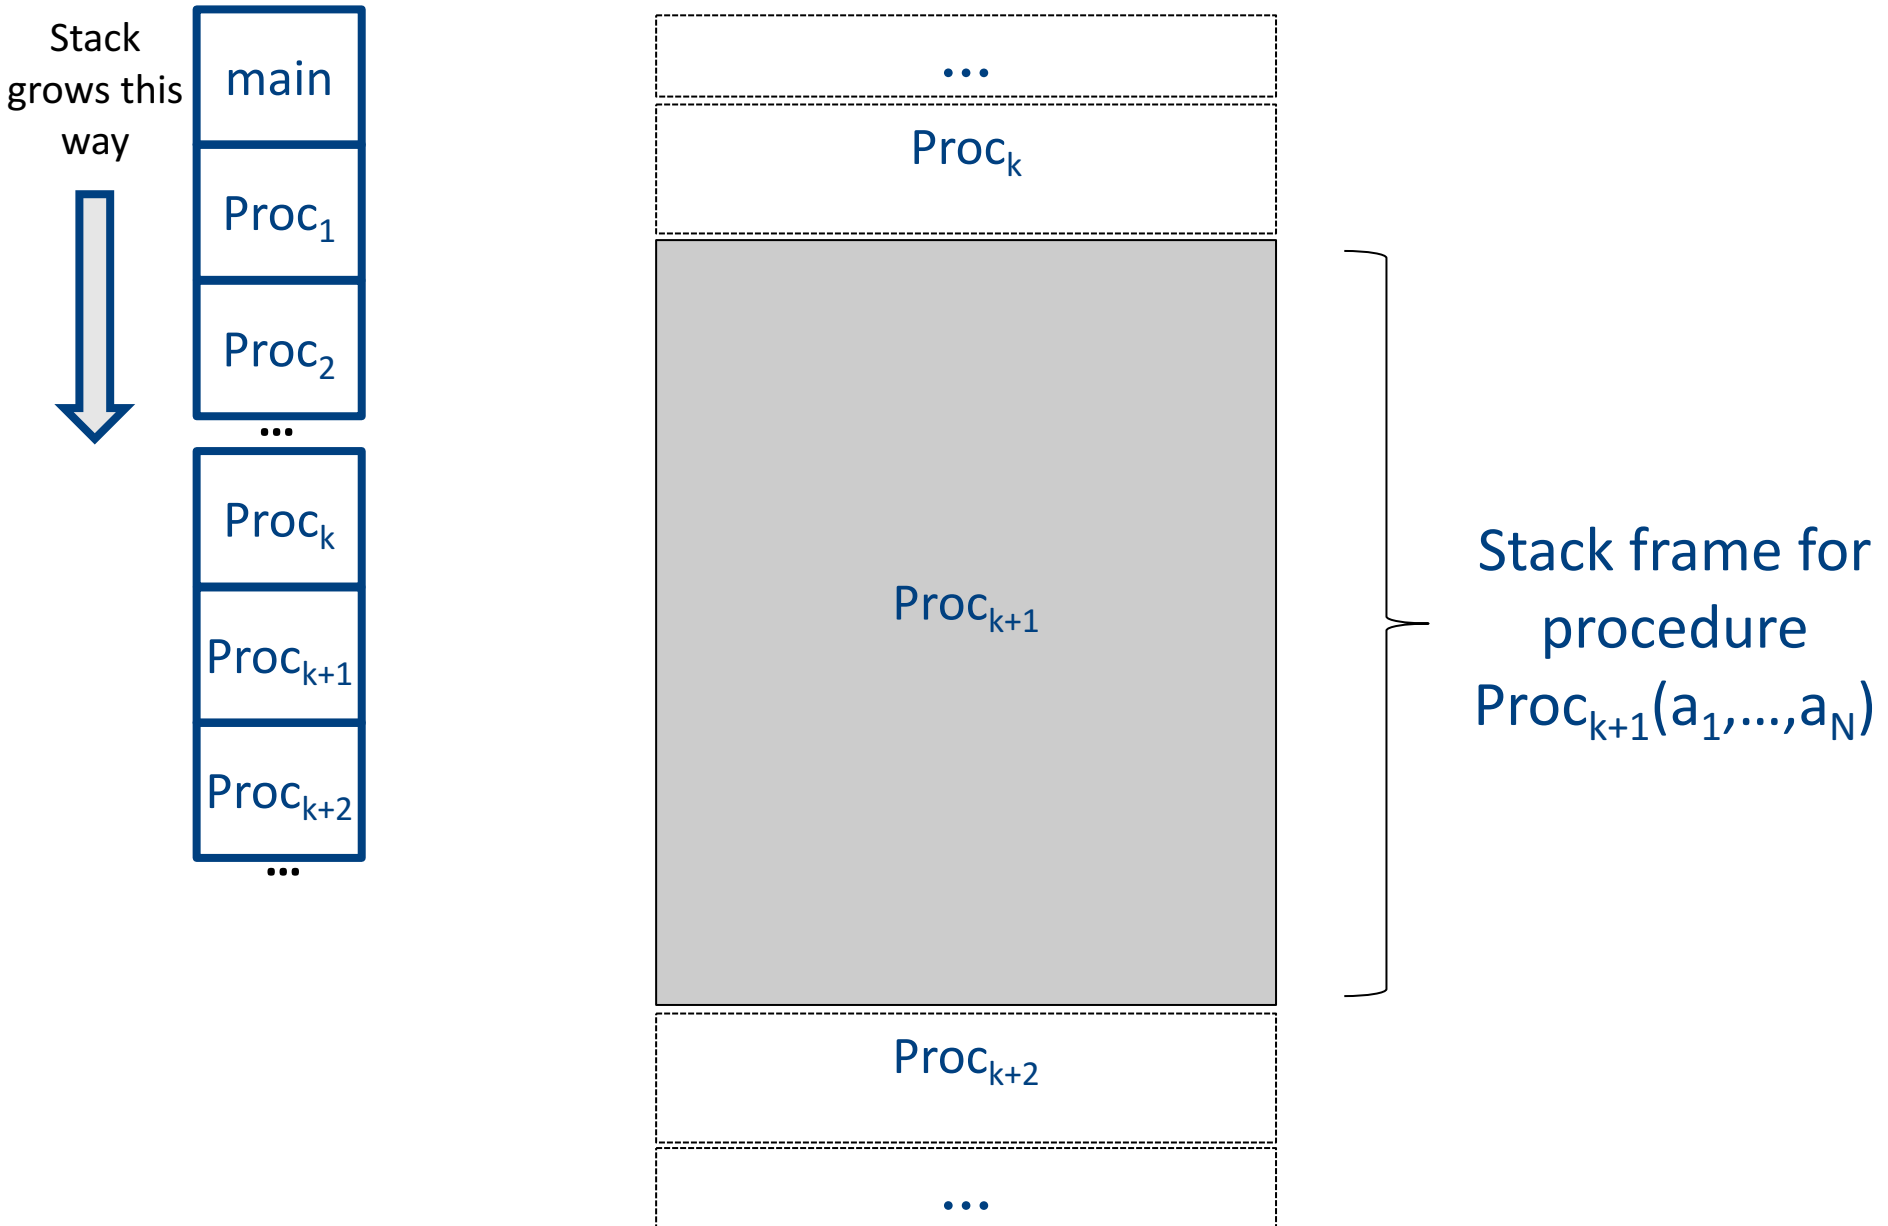 Stack
grows this
way
main
Proc₁
Proc₂
...
Procₖ
Procₖ₊₁
Procₖ₊₂
...
...
Procₖ
Procₖ₊₁
Procₖ₊₂
...
Stack frame for
procedure
Procₖ₊₁(a₁,...,a_N)